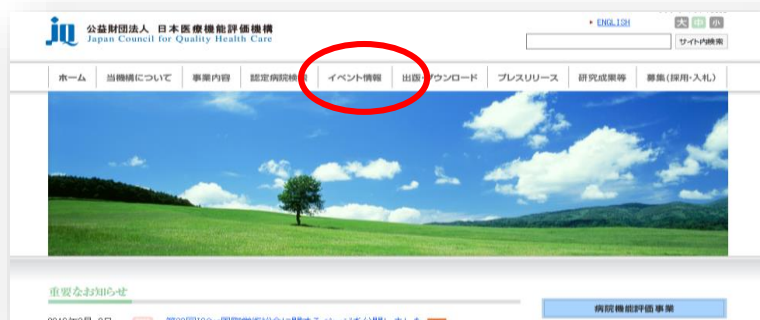 ENGLISH
大 中 小
jq 公益財団法人 日本医療機能評価機構
Japan Council for Quality Health Care
サイト内検索
ホーム 当機構について 事業内容 認定病院検索 イベント情報 出版・ダウンロード プレスリリース 研究成果等 募集(採用・入札)
重要なお知らせ
病院機能評価事業